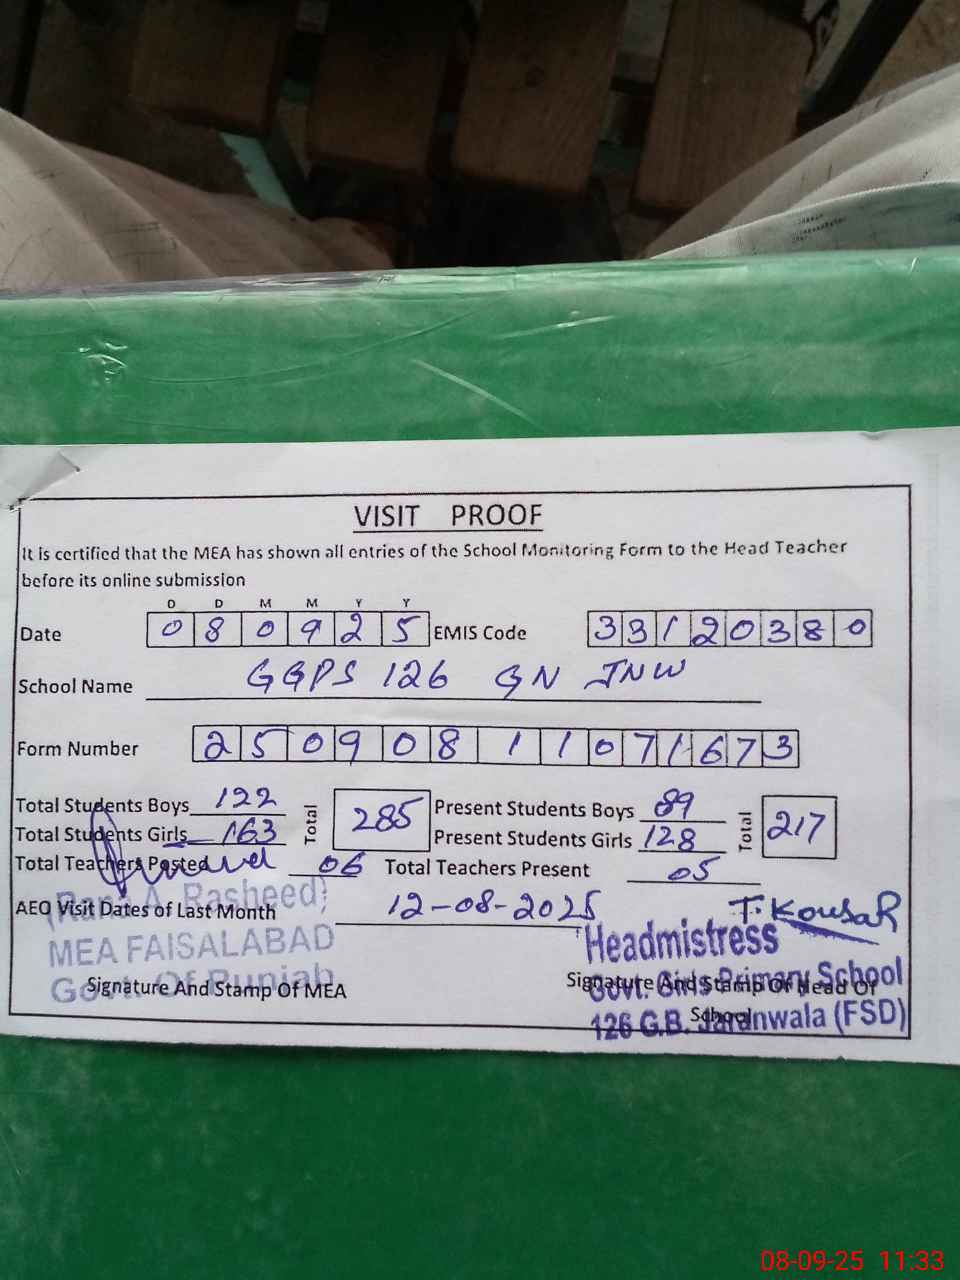 VISIT PROOF
It is certified that the MEA has shown all entries of the School Monitoring Form to the Head Teacher
before its online submission
D D M M Y Y
Date 0 8 0 9 2 5 EMIS Code 3 3 1 2 0 3 8 0
School Name GGPS 126 GN JNW
Form Number 2 5 0 9 0 8 1 1 0 7 1 6 7 3
Total Students Boys 122 Total 285 Present Students Boys 89 Total 217
Total Students Girls 163 Present Students Girls 128
Total Teachers Posted 06 Total Teachers Present 05
(Rana A. Rasheed)
AEO Visit Dates of Last Month 12-08-2025 T. KousaR
MEA FAISALABAD Headmistress
Govt. Of Punjab Govt. Girls Primary School
Signature And Stamp Of MEA Signature And Stamp Of Head Of
School
126 G.B. Jaranwala (FSD)
08-09-25 11:33